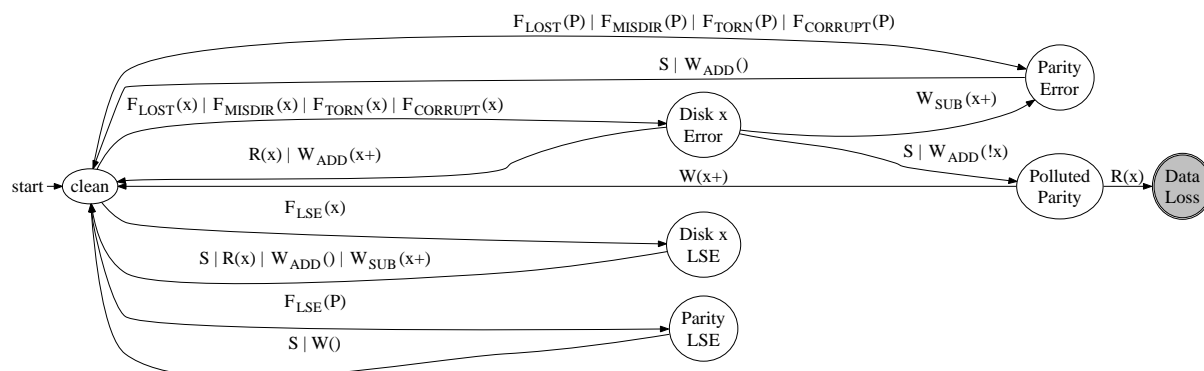 F_LOST(P) | F_MISDIR(P) | F_TORN(P) | F_CORRUPT(P)
S | W_ADD()
Parity
Error
F_LOST(x) | F_MISDIR(x) | F_TORN(x) | F_CORRUPT(x)
W_SUB(x+)
Disk x
Error
R(x) | W_ADD(x+)
S | W_ADD(!x)
start
clean
W(x+)
Polluted
Parity
R(x)
Data
Loss
F_LSE(x)
Disk x
LSE
S | R(x) | W_ADD() | W_SUB(x+)
F_LSE(P)
Parity
LSE
S | W()